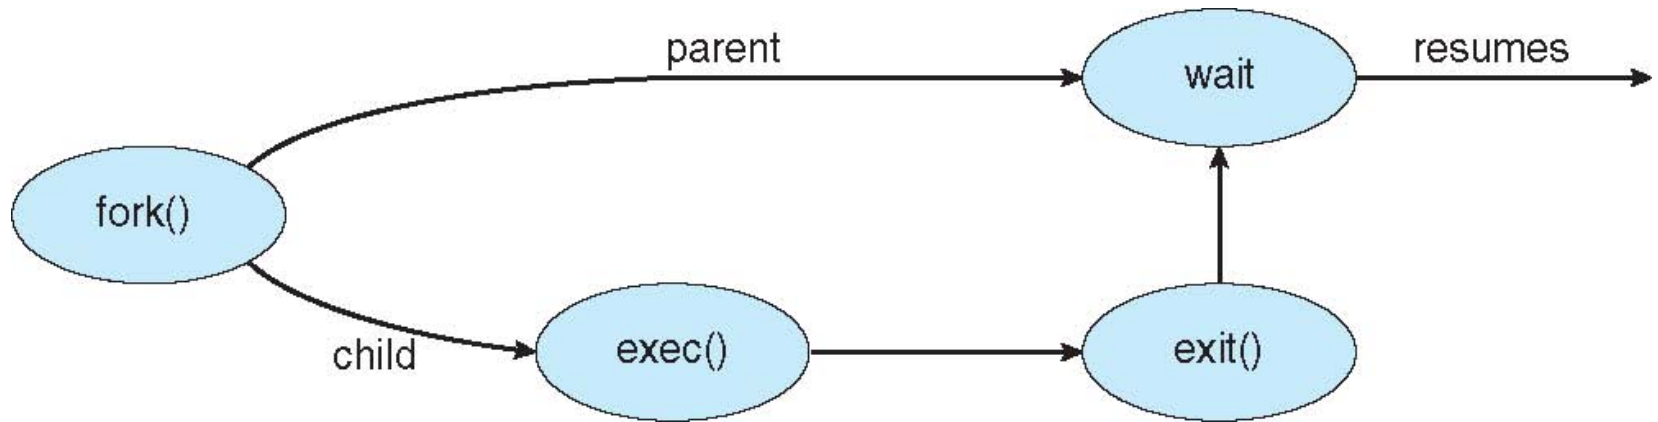 parent
wait
resumes
fork()
child
exec()
exit()